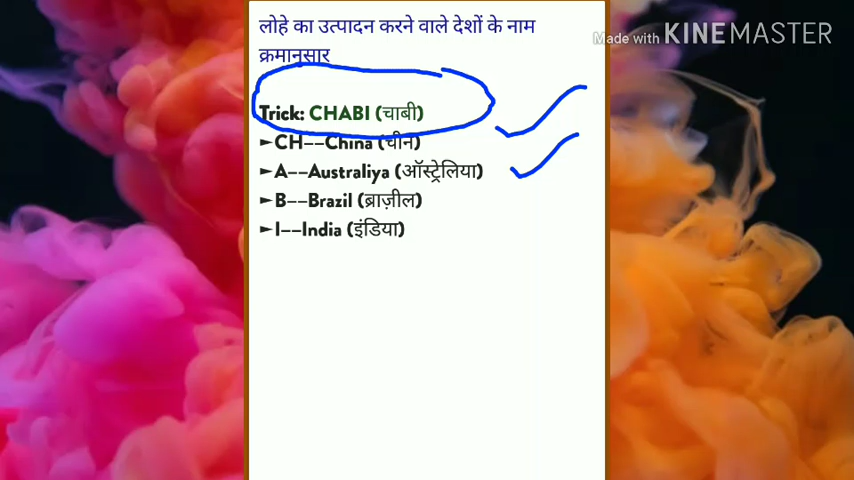 लोहे का उत्पादन करने वाले देशों के नाम
क्रमानुसार
Made with KINEMASTER
Trick: CHABI (चाबी)
►CH--China (चीन)
►A--Australiya (ऑस्ट्रेलिया)
►B--Brazil (ब्राज़ील)
►I--India (इंडिया)